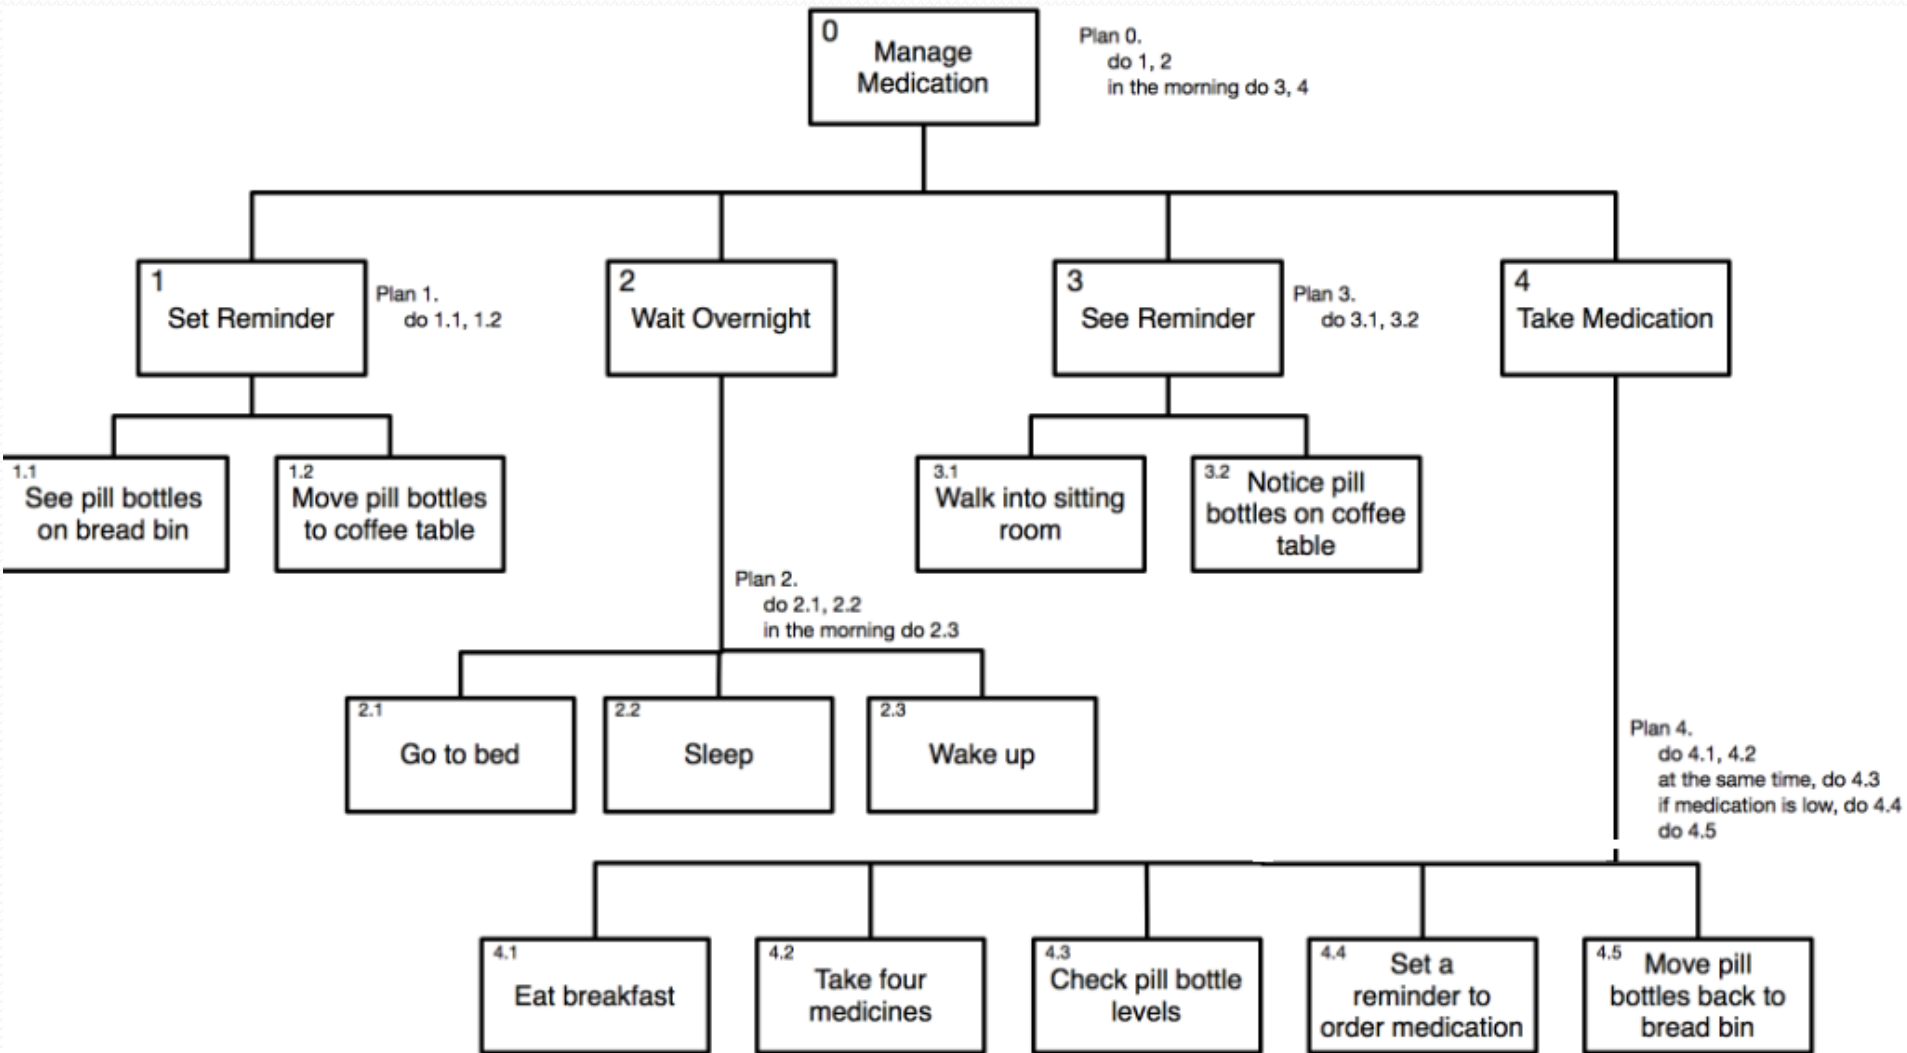 0
Manage
Medication
Plan 0.
do 1, 2
in the morning do 3, 4
1
Set Reminder
Plan 1.
do 1.1, 1.2
2
Wait Overnight
3
See Reminder
Plan 3.
do 3.1, 3.2
4
Take Medication
1.1
See pill bottles
on bread bin
1.2
Move pill bottles
to coffee table
3.1
Walk into sitting
room
3.2
Notice pill
bottles on coffee
table
Plan 2.
do 2.1, 2.2
in the morning do 2.3
2.1
Go to bed
2.2
Sleep
2.3
Wake up
Plan 4.
do 4.1, 4.2
at the same time, do 4.3
if medication is low, do 4.4
do 4.5
4.1
Eat breakfast
4.2
Take four
medicines
4.3
Check pill bottle
levels
4.4
Set a
reminder to
order medication
4.5
Move pill
bottles back to
bread bin